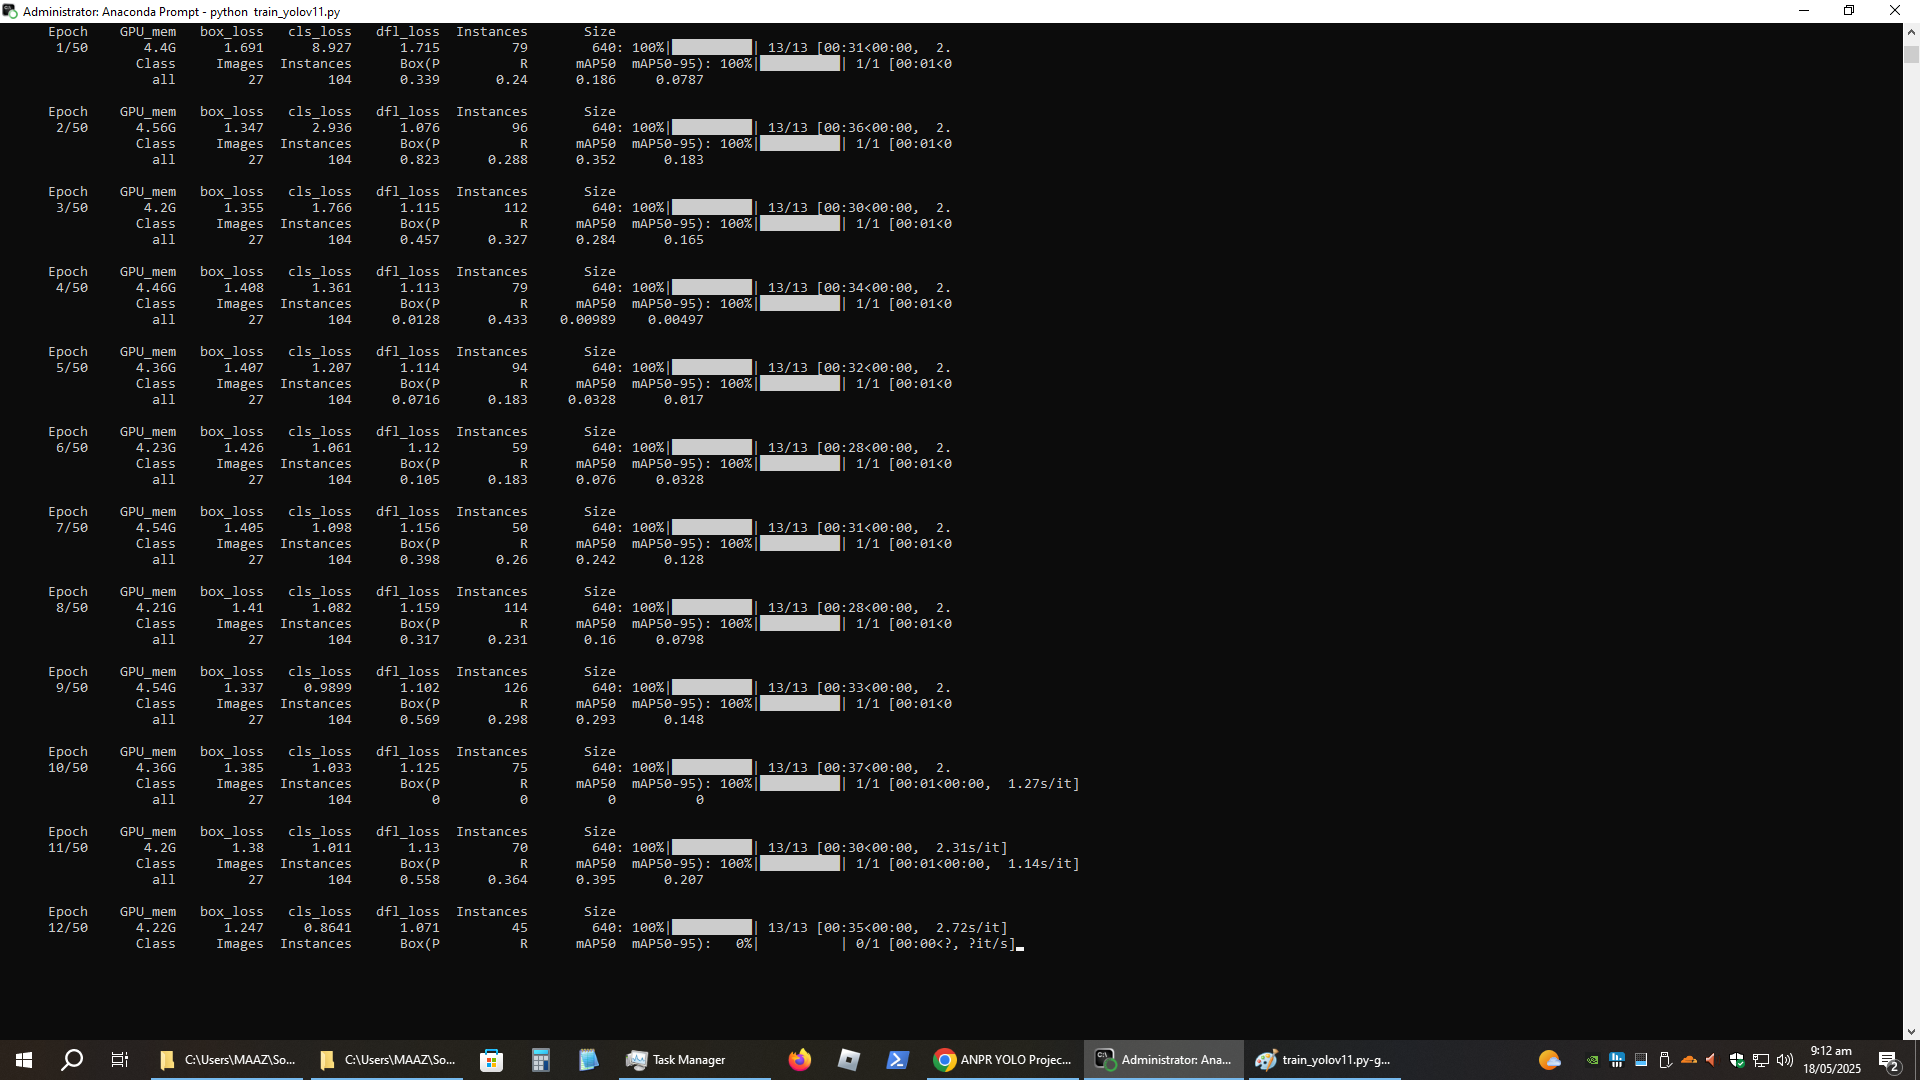 Administrator: Anaconda Prompt - python  train_yolov11.py
Epoch GPU_mem box_loss cls_loss dfl_loss Instances Size
1/50 4.4G 1.691 8.927 1.715 79 640: 100%|██████████| 13/13 [00:31<00:00, 2.
Class Images Instances Box(P R mAP50 mAP50-95): 100%|██████████| 1/1 [00:01<0
all 27 104 0.339 0.24 0.186 0.0787
Epoch GPU_mem box_loss cls_loss dfl_loss Instances Size
2/50 4.56G 1.347 2.936 1.076 96 640: 100%|██████████| 13/13 [00:36<00:00, 2.
Class Images Instances Box(P R mAP50 mAP50-95): 100%|██████████| 1/1 [00:01<0
all 27 104 0.823 0.288 0.352 0.183
Epoch GPU_mem box_loss cls_loss dfl_loss Instances Size
3/50 4.2G 1.355 1.766 1.115 112 640: 100%|██████████| 13/13 [00:30<00:00, 2.
Class Images Instances Box(P R mAP50 mAP50-95): 100%|██████████| 1/1 [00:01<0
all 27 104 0.457 0.327 0.284 0.165
Epoch GPU_mem box_loss cls_loss dfl_loss Instances Size
4/50 4.46G 1.408 1.361 1.113 79 640: 100%|██████████| 13/13 [00:34<00:00, 2.
Class Images Instances Box(P R mAP50 mAP50-95): 100%|██████████| 1/1 [00:01<0
all 27 104 0.0128 0.433 0.00989 0.00497
Epoch GPU_mem box_loss cls_loss dfl_loss Instances Size
5/50 4.36G 1.407 1.207 1.114 94 640: 100%|██████████| 13/13 [00:32<00:00, 2.
Class Images Instances Box(P R mAP50 mAP50-95): 100%|██████████| 1/1 [00:01<0
all 27 104 0.0716 0.183 0.0328 0.017
Epoch GPU_mem box_loss cls_loss dfl_loss Instances Size
6/50 4.23G 1.426 1.061 1.12 59 640: 100%|██████████| 13/13 [00:28<00:00, 2.
Class Images Instances Box(P R mAP50 mAP50-95): 100%|██████████| 1/1 [00:01<0
all 27 104 0.105 0.183 0.076 0.0328
Epoch GPU_mem box_loss cls_loss dfl_loss Instances Size
7/50 4.54G 1.405 1.098 1.156 50 640: 100%|██████████| 13/13 [00:31<00:00, 2.
Class Images Instances Box(P R mAP50 mAP50-95): 100%|██████████| 1/1 [00:01<0
all 27 104 0.398 0.26 0.242 0.128
Epoch GPU_mem box_loss cls_loss dfl_loss Instances Size
8/50 4.21G 1.41 1.082 1.159 114 640: 100%|██████████| 13/13 [00:28<00:00, 2.
Class Images Instances Box(P R mAP50 mAP50-95): 100%|██████████| 1/1 [00:01<0
all 27 104 0.317 0.231 0.16 0.0798
Epoch GPU_mem box_loss cls_loss dfl_loss Instances Size
9/50 4.54G 1.337 0.9899 1.102 126 640: 100%|██████████| 13/13 [00:33<00:00, 2.
Class Images Instances Box(P R mAP50 mAP50-95): 100%|██████████| 1/1 [00:01<0
all 27 104 0.569 0.298 0.293 0.148
Epoch GPU_mem box_loss cls_loss dfl_loss Instances Size
10/50 4.36G 1.385 1.033 1.125 75 640: 100%|██████████| 13/13 [00:37<00:00, 2.
Class Images Instances Box(P R mAP50 mAP50-95): 100%|██████████| 1/1 [00:01<00:00, 1.27s/it]
all 27 104 0 0 0 0
Epoch GPU_mem box_loss cls_loss dfl_loss Instances Size
11/50 4.2G 1.38 1.011 1.13 70 640: 100%|██████████| 13/13 [00:30<00:00, 2.31s/it]
Class Images Instances Box(P R mAP50 mAP50-95): 100%|██████████| 1/1 [00:01<00:00, 1.14s/it]
all 27 104 0.558 0.364 0.395 0.207
Epoch GPU_mem box_loss cls_loss dfl_loss Instances Size
12/50 4.22G 1.247 0.8641 1.071 45 640: 100%|██████████| 13/13 [00:35<00:00, 2.72s/it]
Class Images Instances Box(P R mAP50 mAP50-95): 0%| | 0/1 [00:00<?, ?it/s]
C:\Users\MAAZ\So... C:\Users\MAAZ\So... Task Manager ANPR YOLO Projec... Administrator: Ana... train_yolov11.py-g... 9:12 am
18/05/2025
2